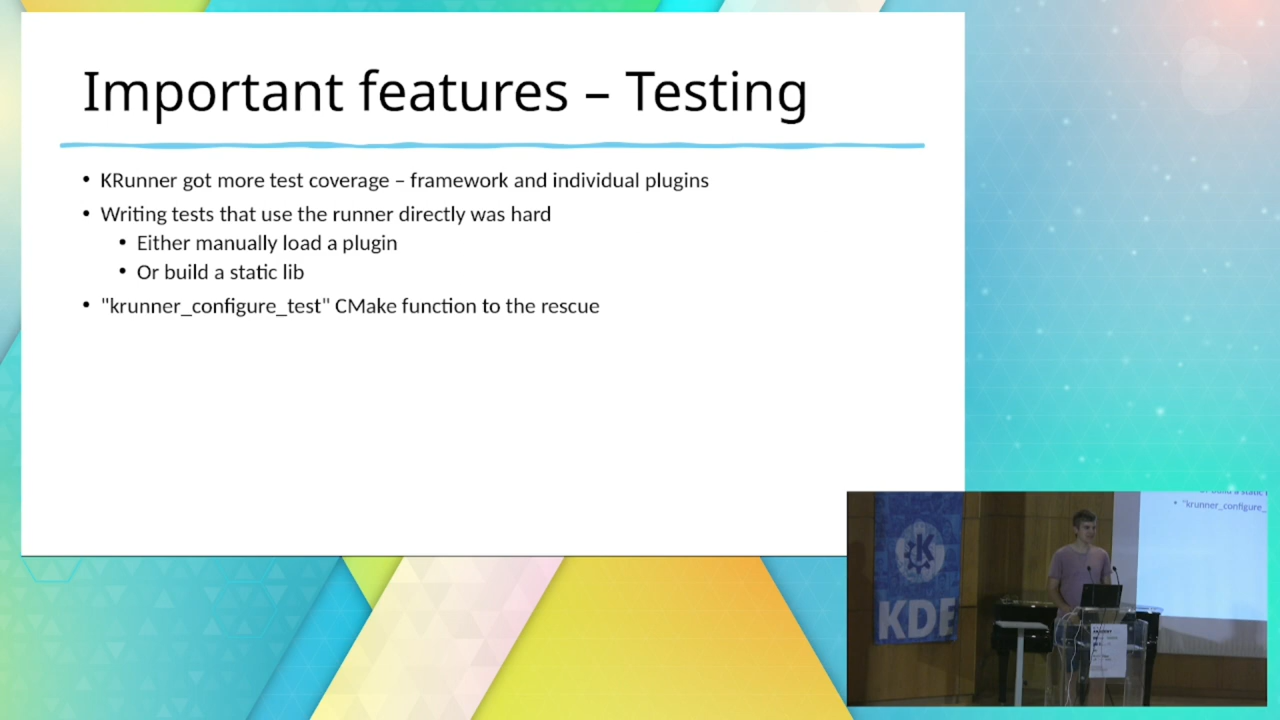 Important features – Testing
• KRunner got more test coverage – framework and individual plugins
• Writing tests that use the runner directly was hard
• Either manually load a plugin
• Or build a static lib
• "krunner_configure_test" CMake function to the rescue
• "krunner_configure_
KDE